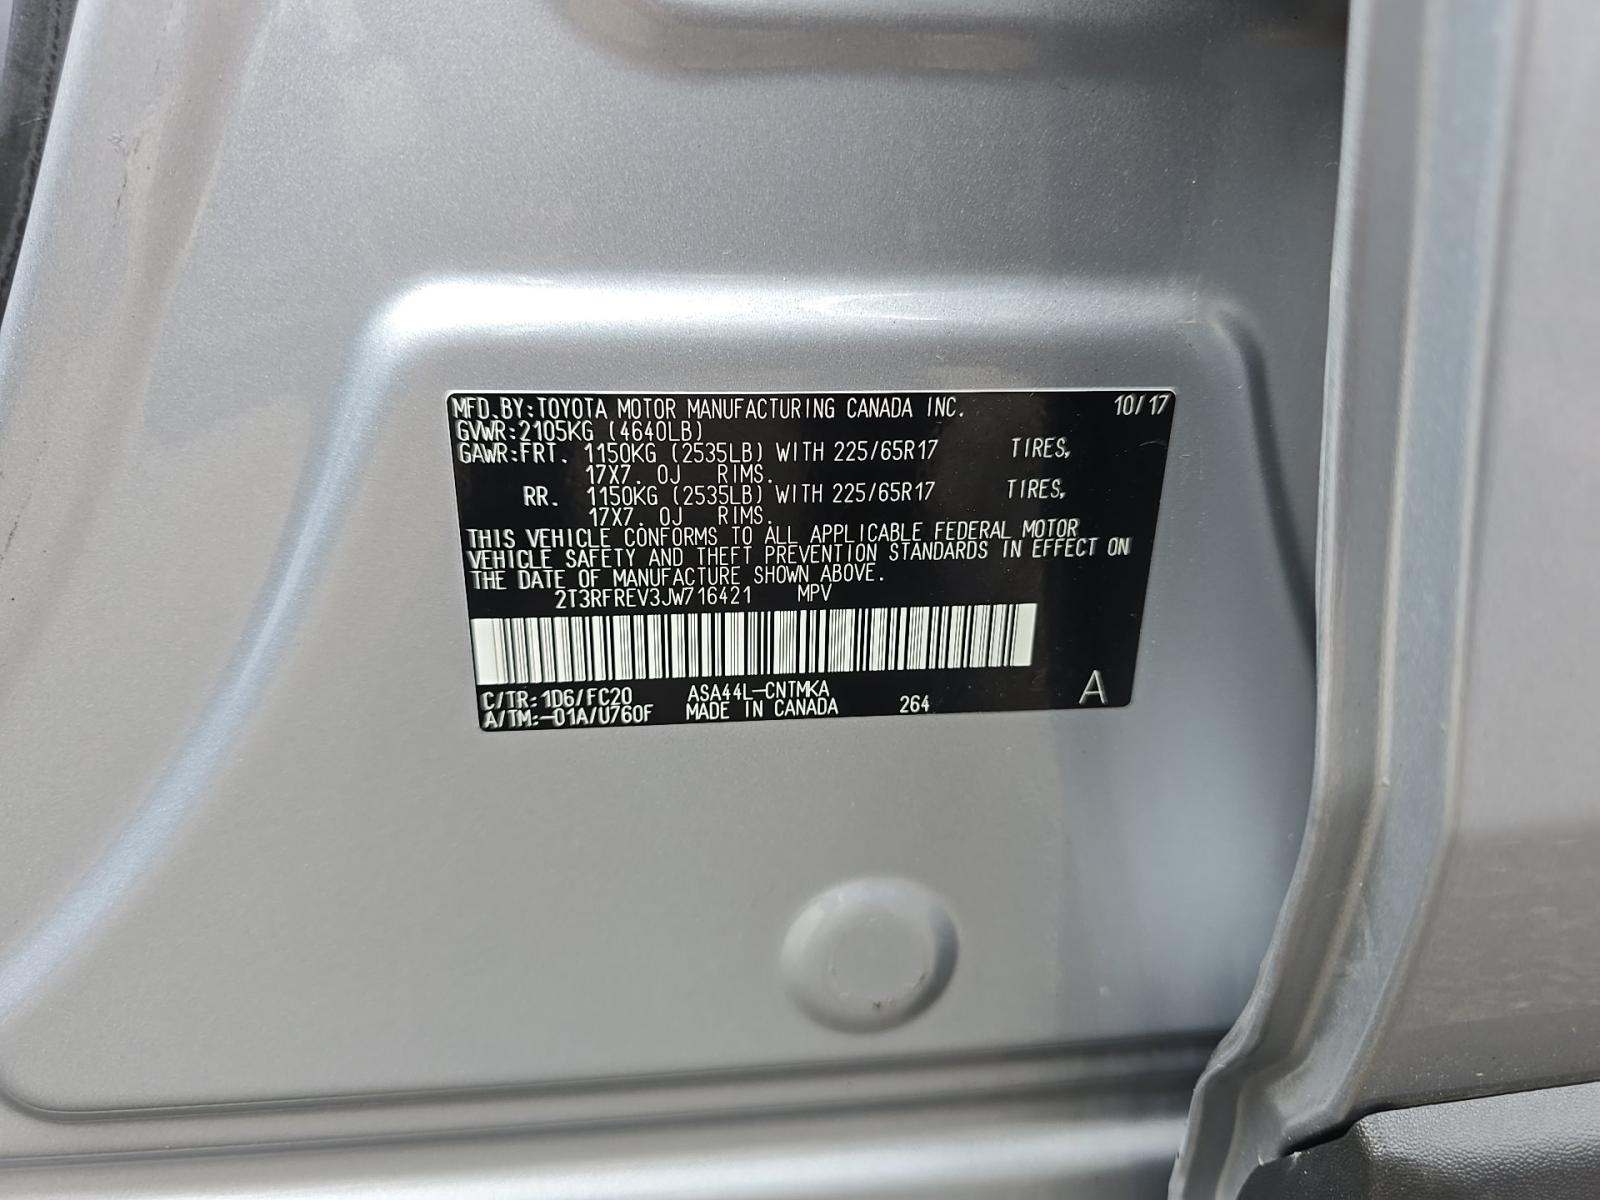 MFD.BY:TOYOTA MOTOR MANUFACTURING CANADA INC. 10/17
GVWR:2105KG (4640LB)
GAWR:FRT. 1150KG (2535LB) WITH 225/65R17 TIRES,
17X7. 0J RIMS.
RR. 1150KG (2535LB) WITH 225/65R17 TIRES,
17X7. 0J RIMS.
THIS VEHICLE CONFORMS TO ALL APPLICABLE FEDERAL MOTOR
VEHICLE SAFETY AND THEFT PREVENTION STANDARDS IN EFFECT ON
THE DATE OF MANUFACTURE SHOWN ABOVE.
2T3RFREV3JW716421 MPV
C/TR:1D6/FC20 ASA44L-CNTMKA A
A/TM:-01A/U760F MADE IN CANADA 264